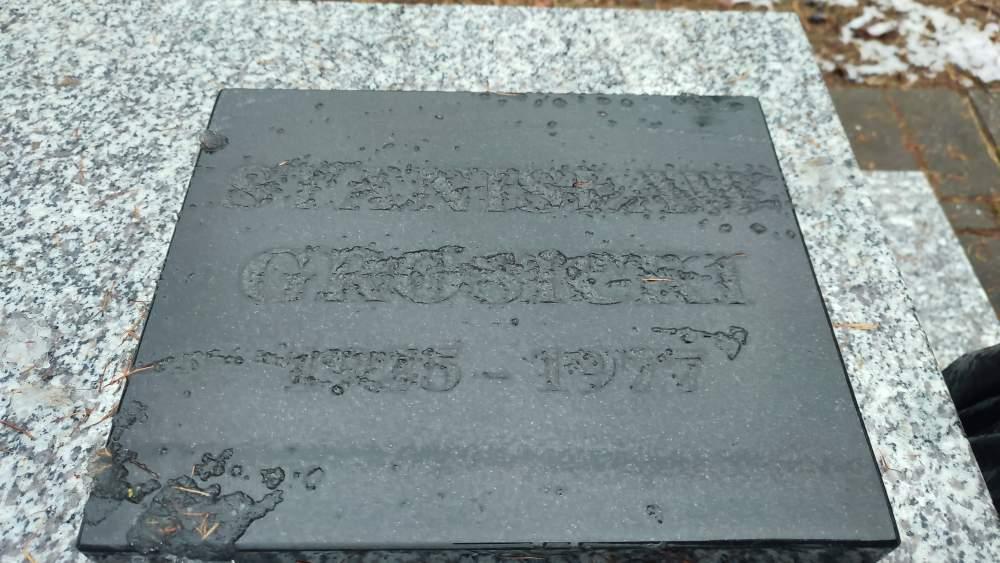 STANISŁAW
GROSICKI
1925 - 1977